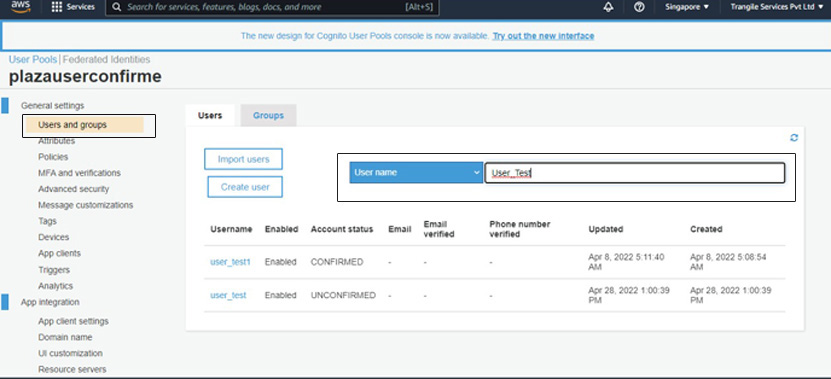 aws Services Search for services, features, blogs, docs, and more [Alt+S] Singapore Trangile Services Pvt Ltd
The new design for Cognito User Pools console is now available. Try out the new interface
User Pools | Federated Identities
plazauserconfirme
General settings
Users and groups
Attributes
Policies
MFA and verifications
Advanced security
Message customizations
Tags
Devices
App clients
Triggers
Analytics
App integration
App client settings
Domain name
UI customization
Resource servers
Users Groups
Import users
Create user
User name User_Test
Username Enabled Account status Email Email verified Phone number verified Updated Created
user_test1 Enabled CONFIRMED - - - Apr 8, 2022 5:11:40 AM Apr 8, 2022 5:08:54 AM
user_test Enabled UNCONFIRMED - - - Apr 28, 2022 1:00:39 PM Apr 28, 2022 1:00:39 PM